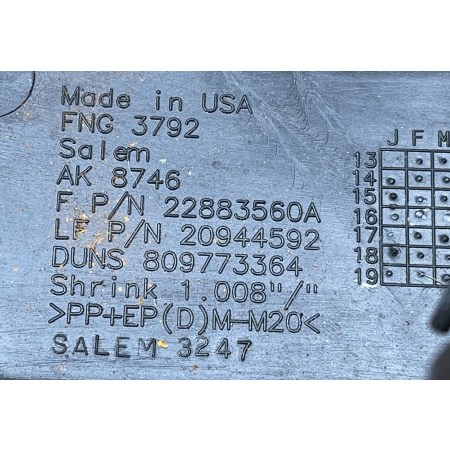 Made in USA
FNG 3792
Salem
AK 8746
F P/N 22883560A
LF P/N 20944592
DUNS 809773364
Shrink 1.008"/"
>PP+EP(D)M-M20<
SALEM 3247
J F M
13
14
15
16
17
18
19